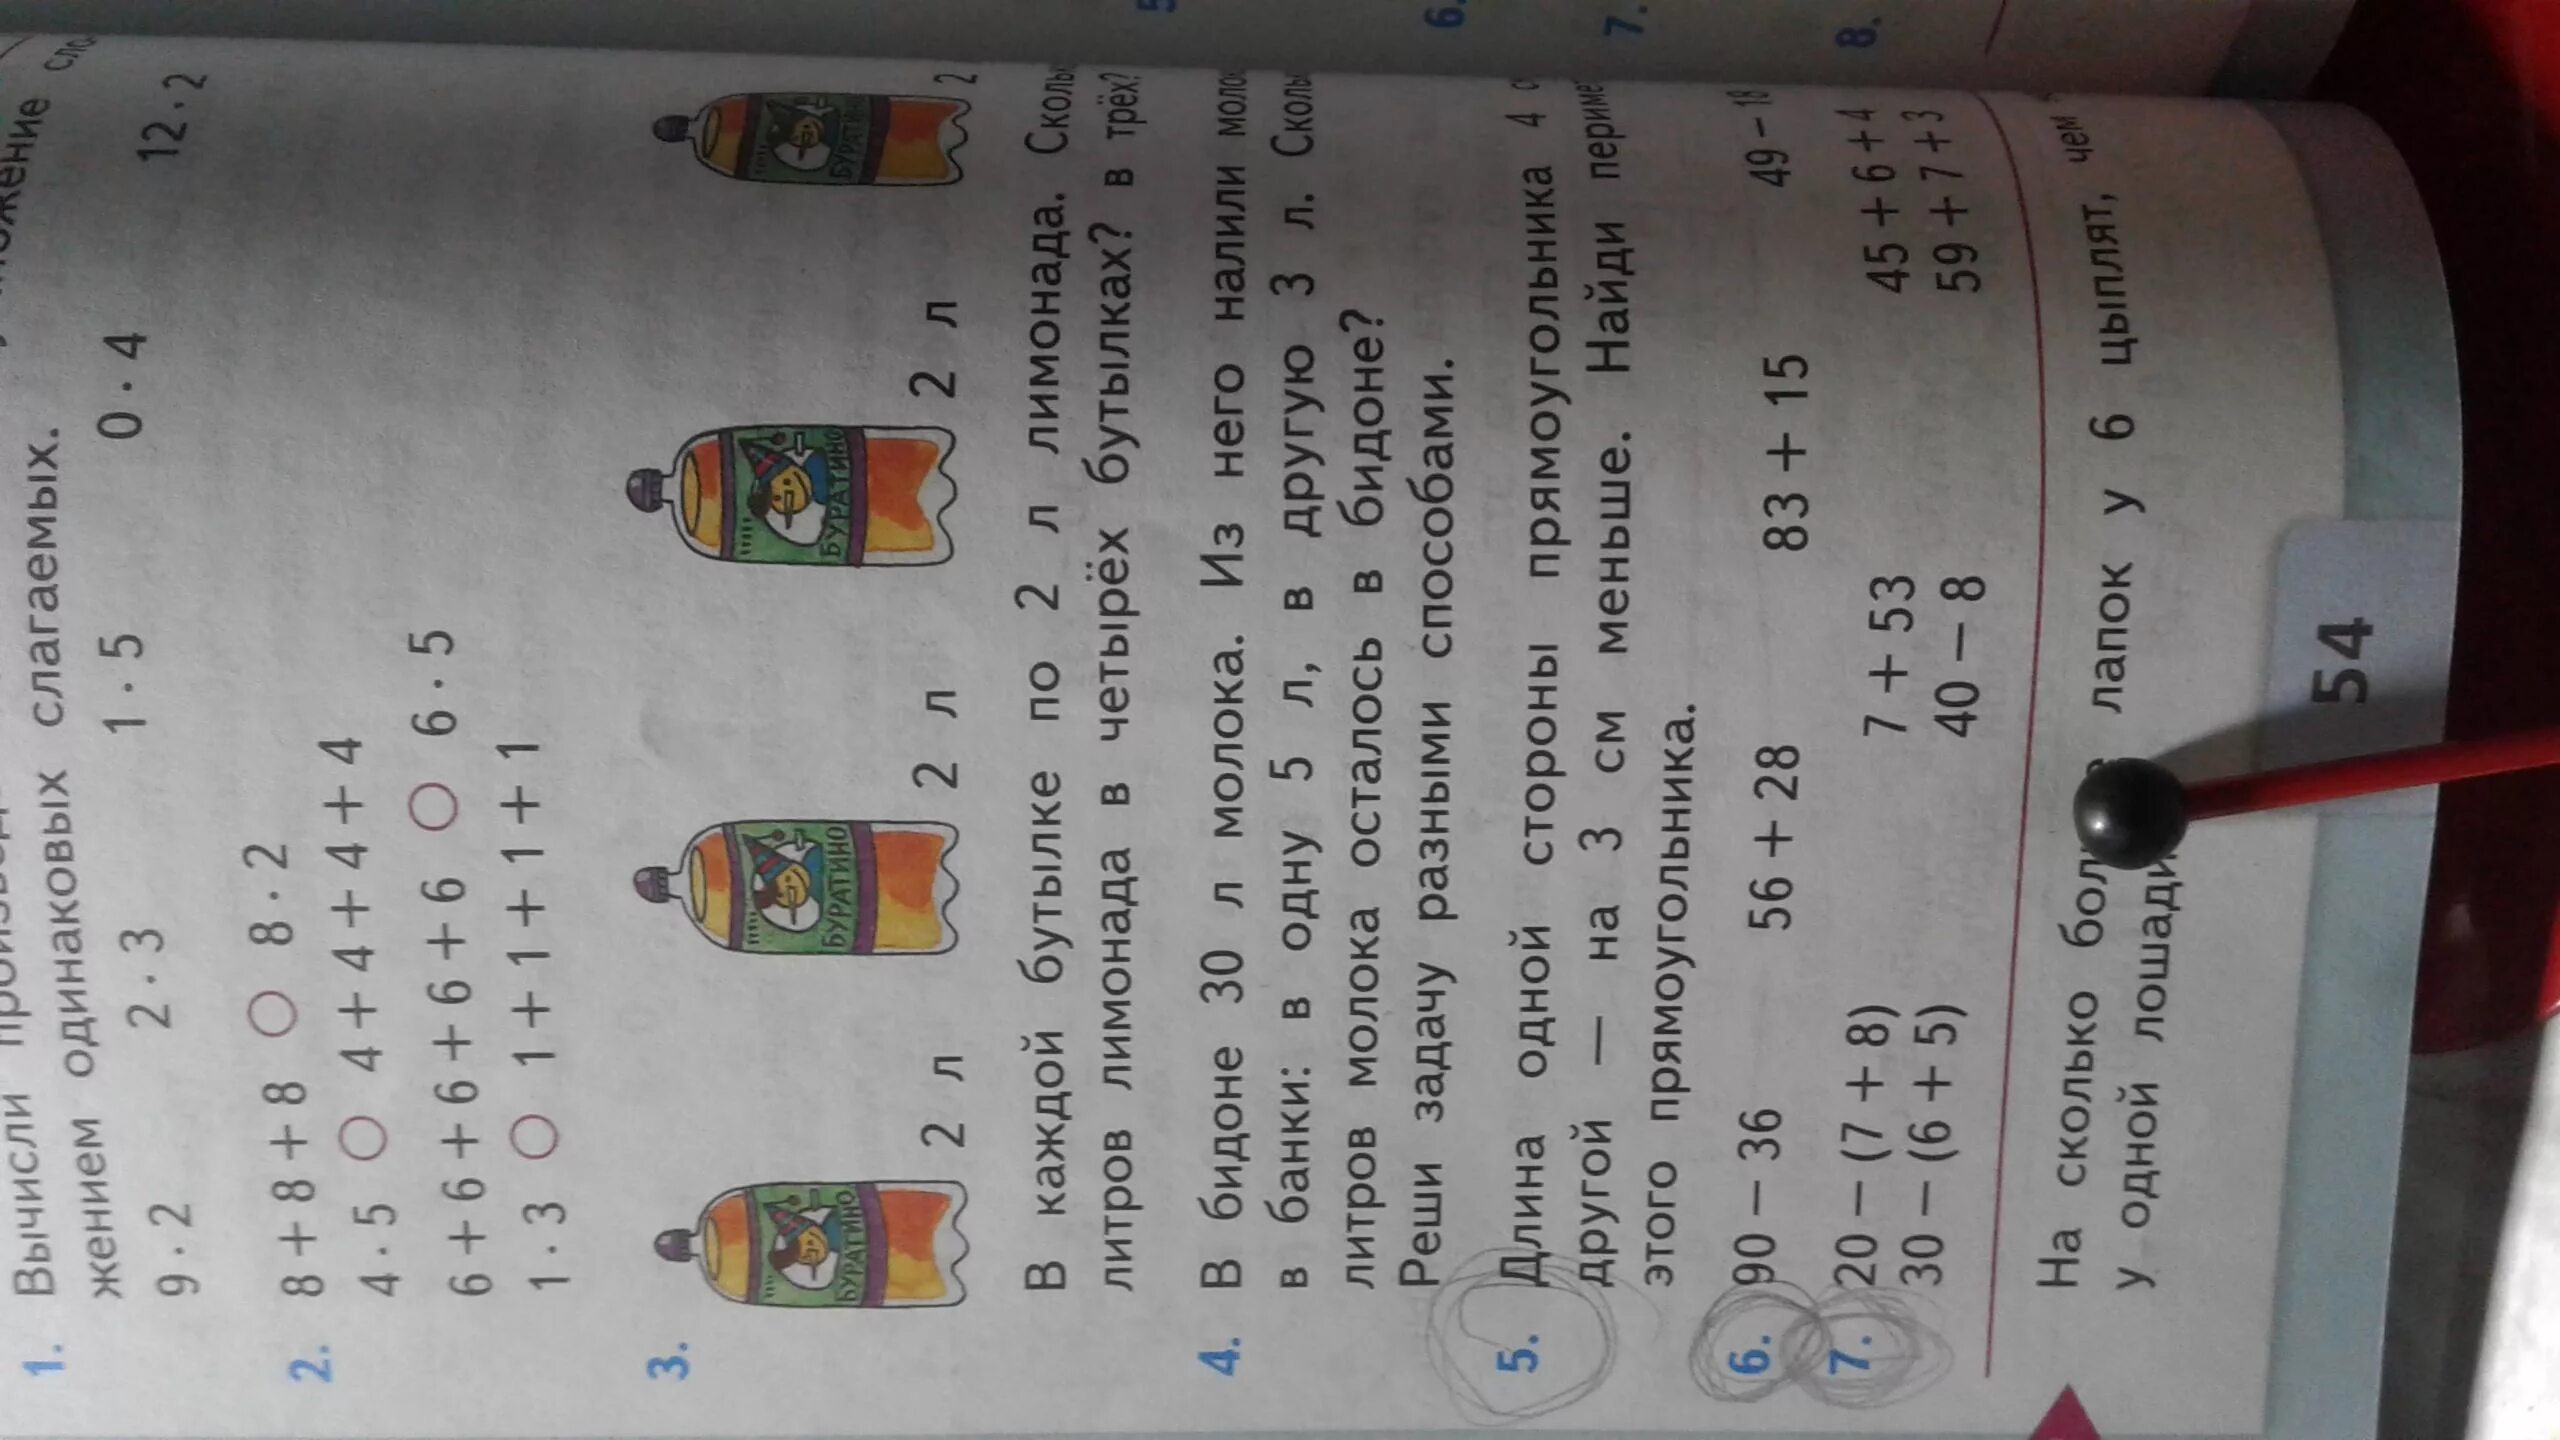 1. Вычисли
жением одинаковых слагаемых.
9 · 2 2 · 3 1 · 5 0 · 4 12 · 2
2. 8 + 8 + 8 ○ 8 · 2
4 · 5 ○ 4 + 4 + 4 + 4
6 + 6 + 6 + 6 + 6 ○ 6 · 5
1 · 3 ○ 1 + 1 + 1 + 1
3.
БУРАТИНО БУРАТИНО БУРАТИНО БУРАТИНО
2 л 2 л 2 л 2
В каждой бутылке по 2 л лимонада. Сколь
литров лимонада в четырёх бутылках? в трёх?
4. В бидоне 30 л молока. Из него налили моло
в банки: в одну 5 л, в другую 3 л. Сколь
литров молока осталось в бидоне?
Реши задачу разными способами.
5. Длина одной стороны прямоугольника 4 с
другой — на 3 см меньше. Найди периме
этого прямоугольника.
6. 90 − 36 56 + 28 83 + 15 49 − 18
7. 20 − (7 + 8) 7 + 53 45 + 6 + 4
30 − (6 + 5) 40 − 8 59 + 7 + 3
На сколько бол лапок у 6 цыплят, чем
у одной лошади
54
5
6.
7.
8.